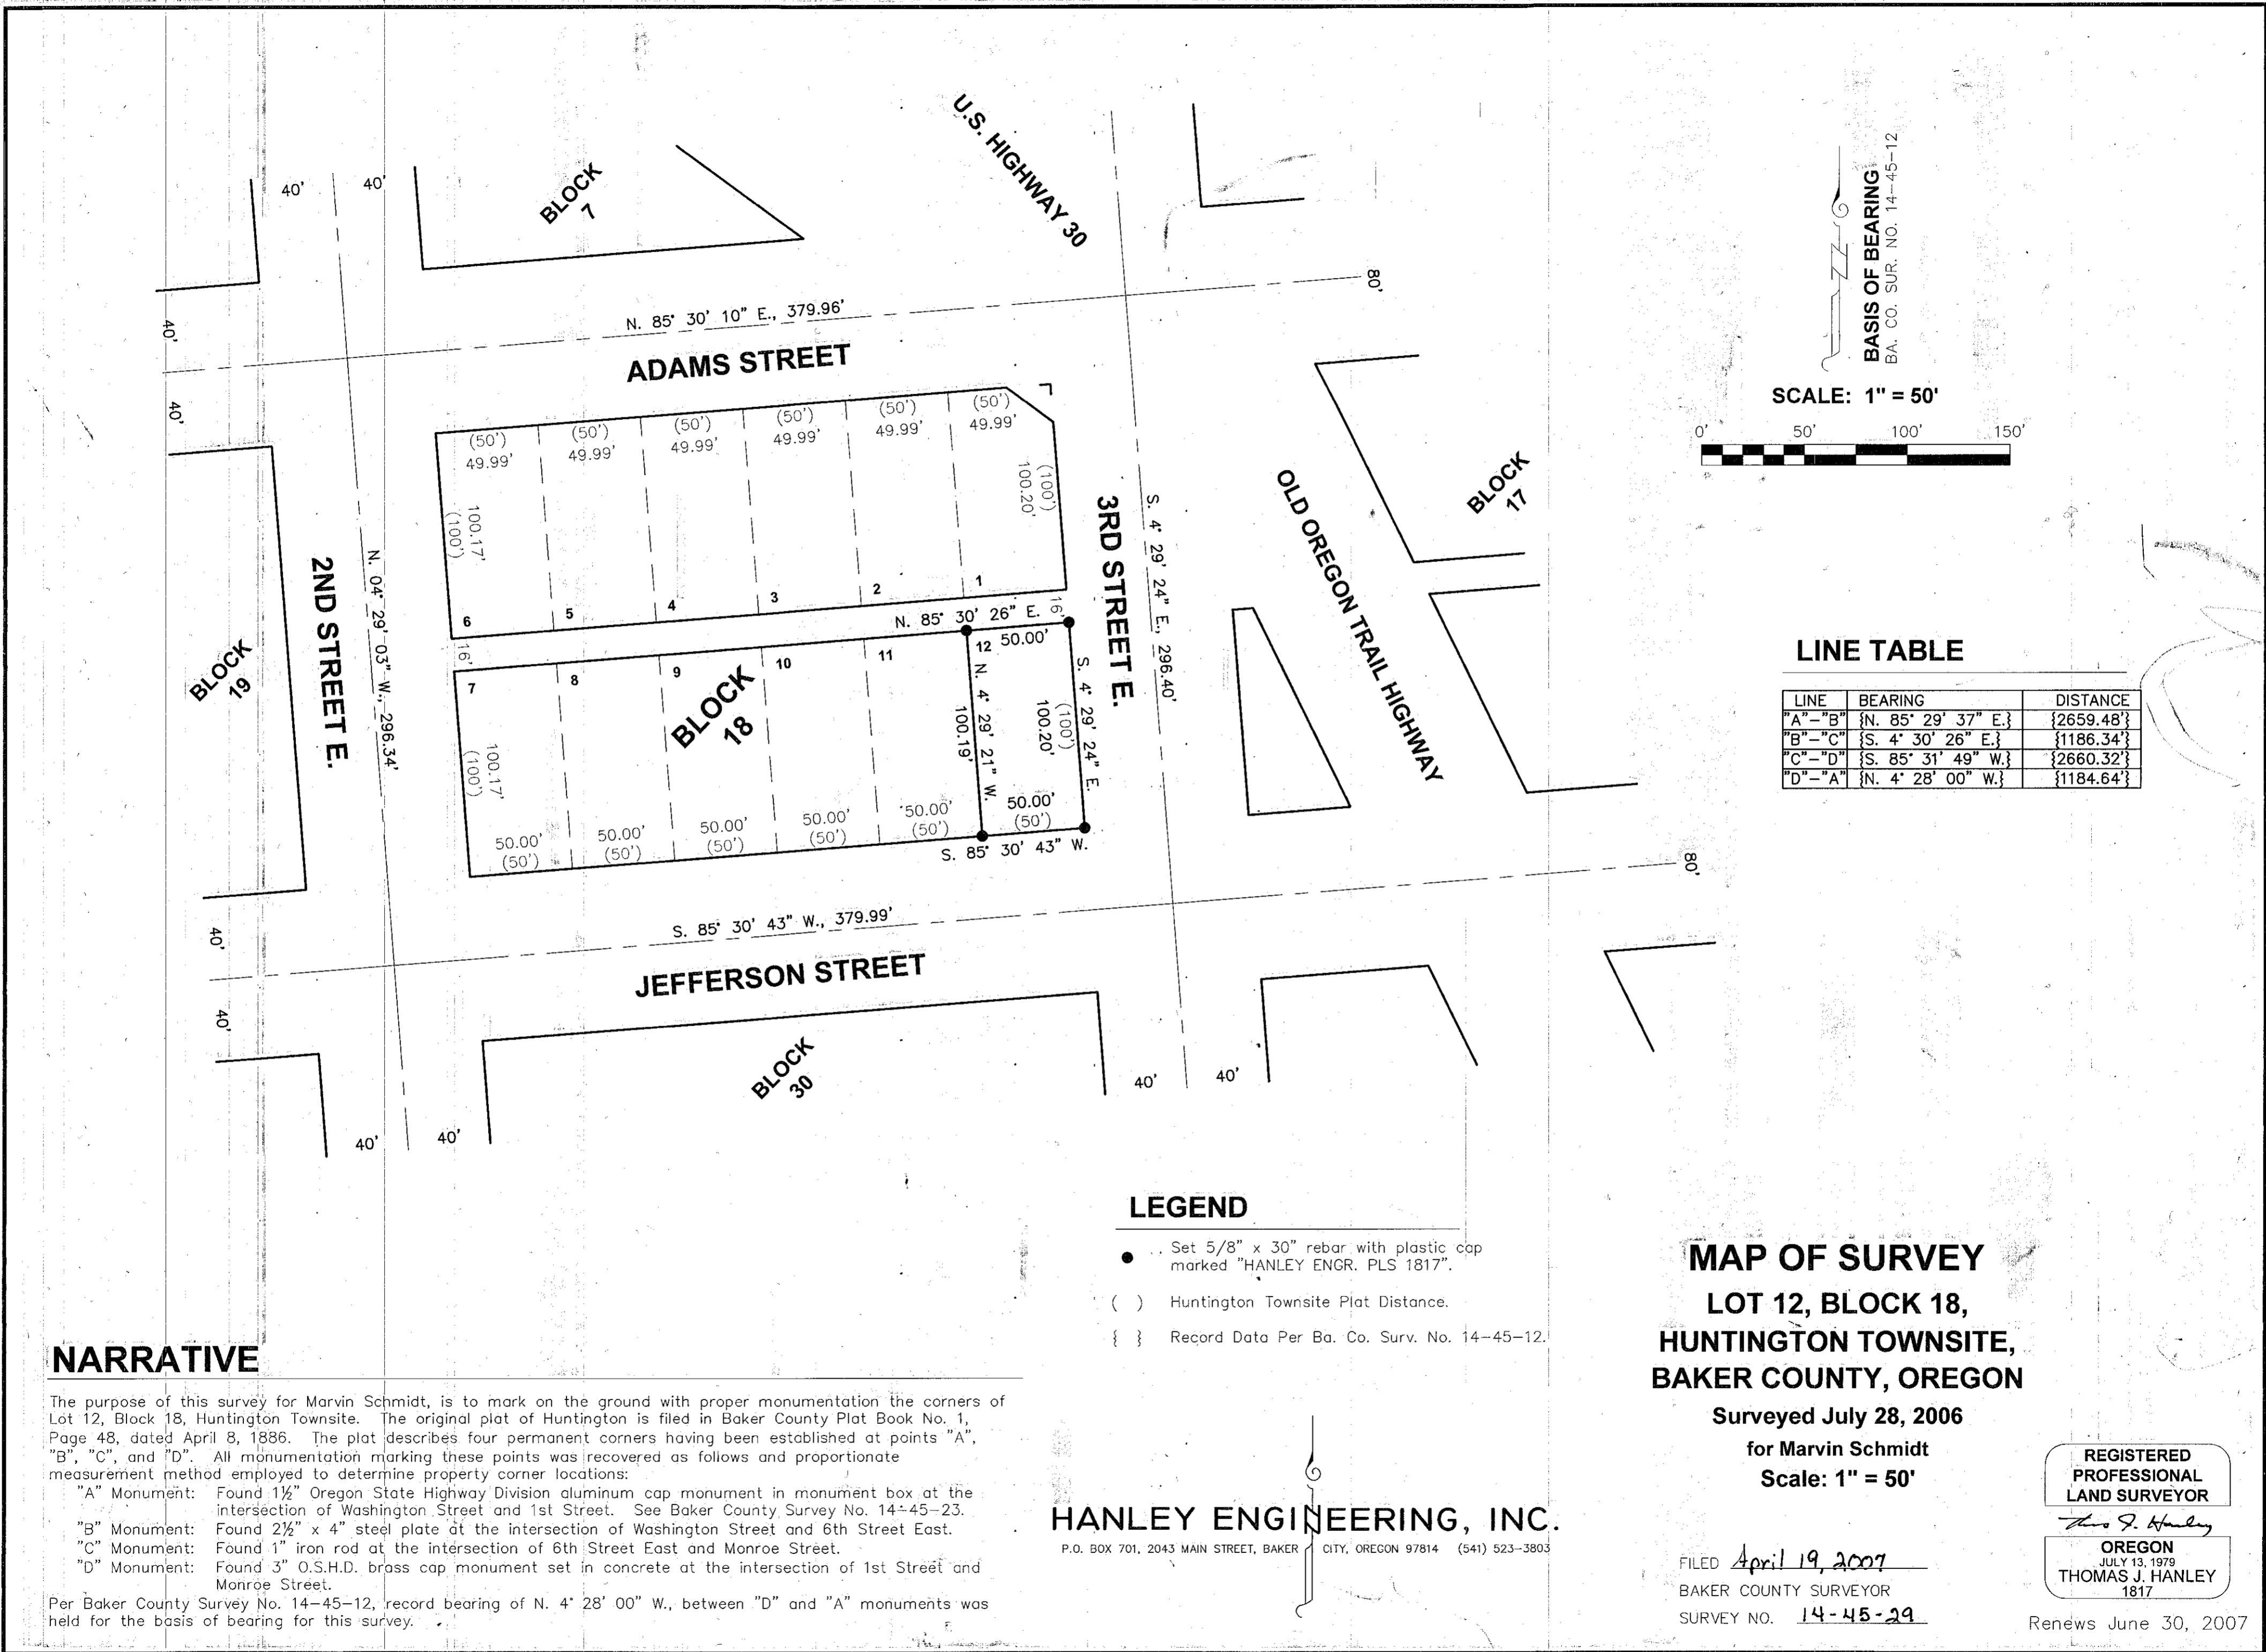 U.S. HIGHWAY 30
BLOCK
7
40'
40'
40'
40'
80'
N. 85° 30' 10" E., 379.96'
ADAMS STREET
BASIS OF BEARING
BA. CO. SUR. NO. 14-45-12
SCALE: 1" = 50'
0' 50' 100' 150'
(50') (50') (50') (50') (50') (50')
49.99' 49.99' 49.99' 49.99' 49.99' 49.99'
100.17'
(100')
(100')
100.20'
6 5 4 3 2 1
16'
16'
N. 85° 30' 26" E.
50.00'
7 8 9 10 11 12
BLOCK
18
100.17'
(100')
N. 4° 29' 21" W.
100.19'
S. 4° 29' 24" E.
(100')
100.20'
50.00' 50.00' 50.00' 50.00' 50.00' 50.00'
(50') (50') (50') (50') (50') (50')
S. 85° 30' 43" W.
BLOCK
19
2ND STREET E.
N. 04° 29' 03" W., 296.34'
3RD STREET E.
S. 4° 29' 24" E., 296.40'
OLD OREGON TRAIL HIGHWAY
BLOCK
17
80'
40'
40'
S. 85° 30' 43" W., 379.99'
JEFFERSON STREET
BLOCK
30
40' 40'
40' 40'
LINE TABLE
LINE BEARING DISTANCE
"A"-"B" {N. 85° 29' 37" E.} {2659.48'}
"B"-"C" {S. 4° 30' 26" E.} {1186.34'}
"C"-"D" {S. 85° 31' 49" W.} {2660.32'}
"D"-"A" {N. 4° 28' 00" W.} {1184.64'}
LEGEND
● .. Set 5/8" x 30" rebar with plastic cap
marked "HANLEY ENGR. PLS 1817".
( ) Huntington Townsite Plat Distance.
{ } Record Data Per Ba. Co. Surv. No. 14-45-12.
NARRATIVE
The purpose of this survey for Marvin Schmidt, is to mark on the ground with proper monumentation the corners of
Lot 12, Block 18, Huntington Townsite. The original plat of Huntington is filed in Baker County Plat Book No. 1,
Page 48, dated April 8, 1886. The plat describes four permanent corners having been established at points "A",
"B", "C", and "D". All monumentation marking these points was recovered as follows and proportionate
measurement method employed to determine property corner locations:
"A" Monument: Found 1½" Oregon State Highway Division aluminum cap monument in monument box at the
intersection of Washington Street and 1st Street. See Baker County Survey No. 14-45-23.
"B" Monument: Found 2½" x 4" steel plate at the intersection of Washington Street and 6th Street East.
"C" Monument: Found 1" iron rod at the intersection of 6th Street East and Monroe Street.
"D" Monument: Found 3" O.S.H.D. brass cap monument set in concrete at the intersection of 1st Street and
Monroe Street.
Per Baker County Survey No. 14-45-12, record bearing of N. 4° 28' 00" W., between "D" and "A" monuments was
held for the basis of bearing for this survey.
HANLEY ENGINEERING, INC.
P.O. BOX 701, 2043 MAIN STREET, BAKER CITY, OREGON 97814 (541) 523-3803
MAP OF SURVEY
LOT 12, BLOCK 18,
HUNTINGTON TOWNSITE,
BAKER COUNTY, OREGON
Surveyed July 28, 2006
for Marvin Schmidt
Scale: 1" = 50'
FILED April 19, 2007
BAKER COUNTY SURVEYOR
SURVEY NO. 14-45-29
REGISTERED
PROFESSIONAL
LAND SURVEYOR
Thos J. Hanley
OREGON
JULY 13, 1979
THOMAS J. HANLEY
1817
Renews June 30, 2007